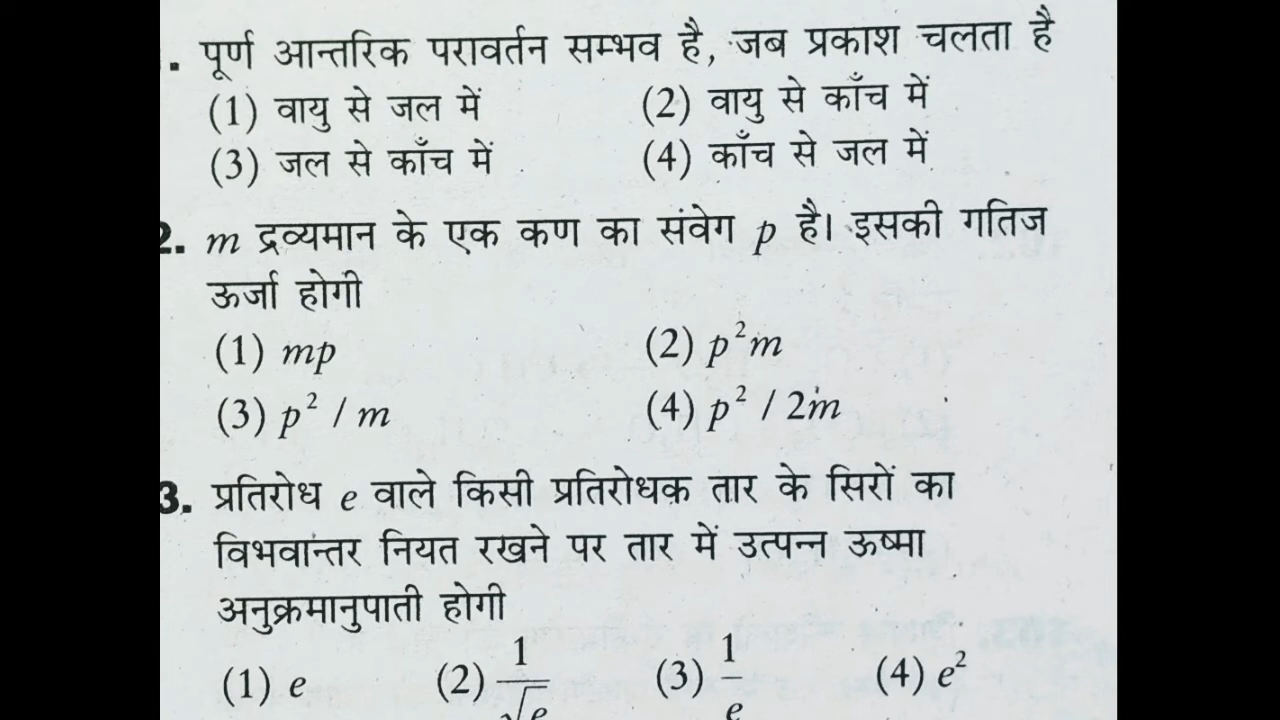 . पूर्ण आन्तरिक परावर्तन सम्भव है, जब प्रकाश चलता है
(1) वायु से जल में (2) वायु से काँच में
(3) जल से काँच में (4) काँच से जल में
2. m द्रव्यमान के एक कण का संवेग p है। इसकी गतिज
ऊर्जा होगी
(1) mp (2) p²m
(3) p² / m (4) p² / 2m
3. प्रतिरोध e वाले किसी प्रतिरोधक तार के सिरों का
विभवान्तर नियत रखने पर तार में उत्पन्न ऊष्मा
अनुक्रमानुपाती होगी
(1) e (2) 1/√e (3) 1/e (4) e²